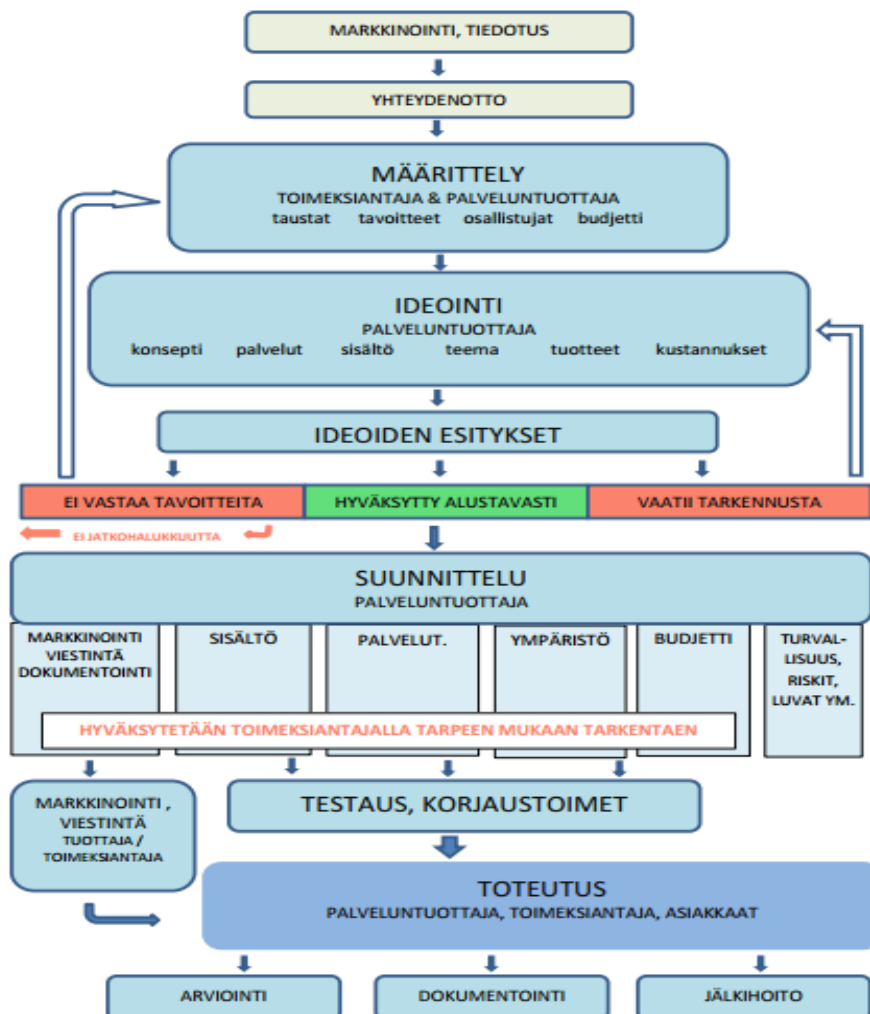 MARKKINOINTI, TIEDOTUS
YHTEYDENOTTO
MÄÄRITTELY
TOIMEKSIANTAJA & PALVELUNTUOTTAJA
taustat tavoitteet osallistujat budjetti
IDEOINTI
PALVELUNTUOTTAJA
konsepti palvelut sisältö teema tuotteet kustannukset
IDEOIDEN ESITYKSET
EI VASTAA TAVOITTEITA
HYVÄKSYTTY ALUSTAVASTI
VAATII TARKENNUSTA
EI JATKOHALUKKUUTTA
SUUNNITTELU
PALVELUNTUOTTAJA
MARKKINOINTI
VIESTINTÄ
DOKUMENTOINTI
SISÄLTÖ
PALVELUT.
YMPÄRISTÖ
BUDJETTI
TURVAL-
LISUUS,
RISKIT,
LUVAT YM.
HYVÄKSYTETÄÄN TOIMEKSIANTAJALLA TARPEEN MUKAAN TARKENTAEN
MARKKINOINTI ,
VIESTINTÄ
TUOTTAJA /
TOIMEKSIANTAJA
TESTAUS, KORJAUSTOIMET
TOTEUTUS
PALVELUNTUOTTAJA, TOIMEKSIANTAJA, ASIAKKAAT
ARVIOINTI
DOKUMENTOINTI
JÄLKIHOITO